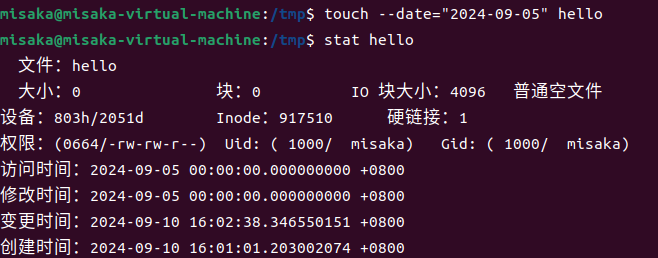 misaka@misaka-virtual-machine:/tmp$ touch --date="2024-09-05" hello
misaka@misaka-virtual-machine:/tmp$ stat hello
文件：hello
大小：0 块：0 IO 块大小：4096 普通空文件
设备：803h/2051d Inode：917510 硬链接：1
权限：(0664/-rw-rw-r--) Uid：( 1000/ misaka) Gid：( 1000/ misaka)
访问时间：2024-09-05 00:00:00.000000000 +0800
修改时间：2024-09-05 00:00:00.000000000 +0800
变更时间：2024-09-10 16:02:38.346550151 +0800
创建时间：2024-09-10 16:01:01.203002074 +0800